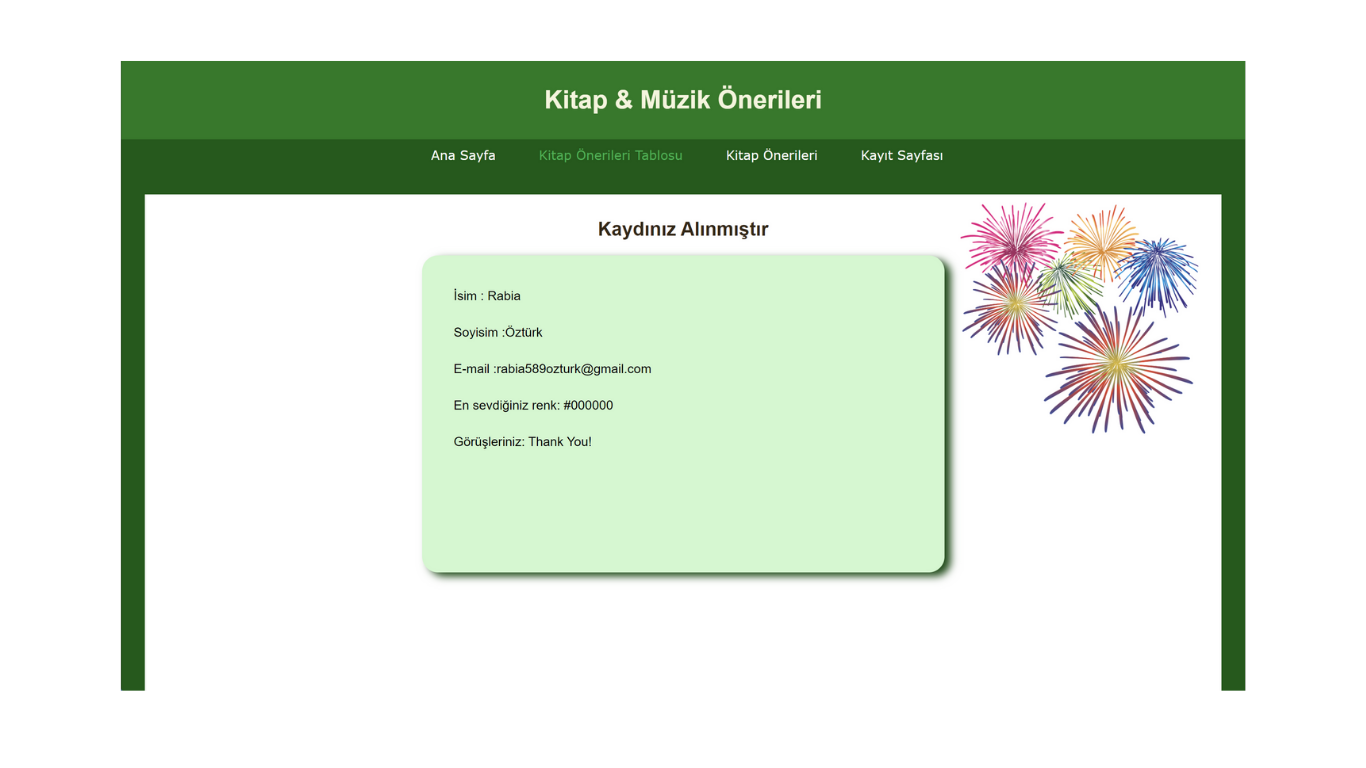 Kitap & Müzik Önerileri
Ana Sayfa Kitap Önerileri Tablosu Kitap Önerileri Kayıt Sayfası
Kaydınız Alınmıştır
İsim : Rabia
Soyisim :Öztürk
E-mail :rabia589ozturk@gmail.com
En sevdiğiniz renk: #000000
Görüşleriniz: Thank You!